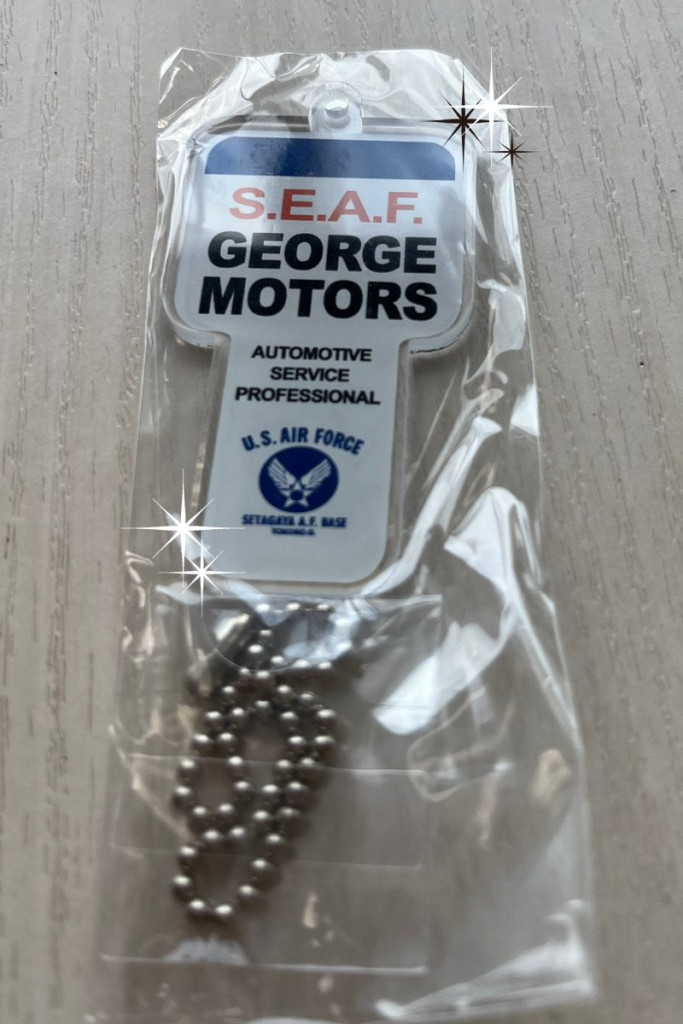 S.E.A.F.
GEORGE
MOTORS
AUTOMOTIVE
SERVICE
PROFESSIONAL
U.S. AIR FORCE
SETAGAYA A.F. BASE